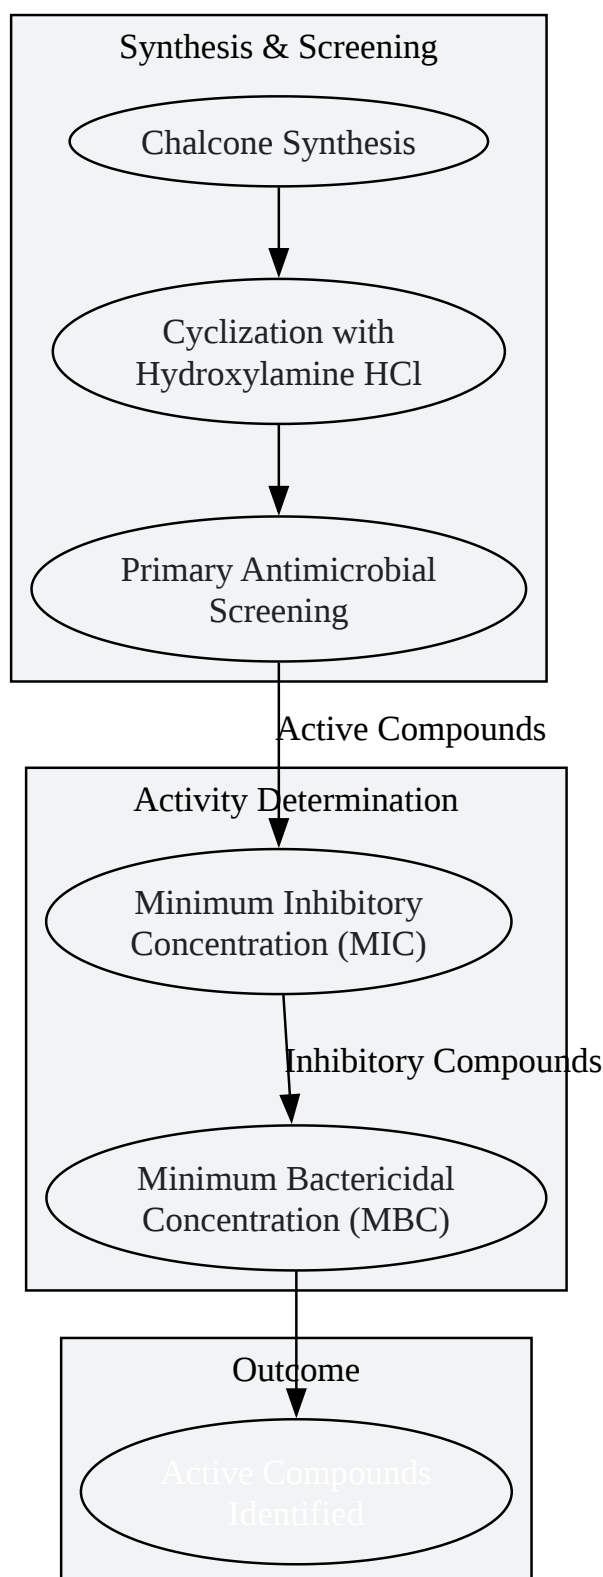 Synthesis & Screening
Chalcone Synthesis
Cyclization with
Hydroxylamine HCl
Primary Antimicrobial
Screening
Active Compounds
Activity Determination
Minimum Inhibitory
Concentration (MIC)
Inhibitory Compounds
Minimum Bactericidal
Concentration (MBC)
Outcome
Active Compounds
Identified